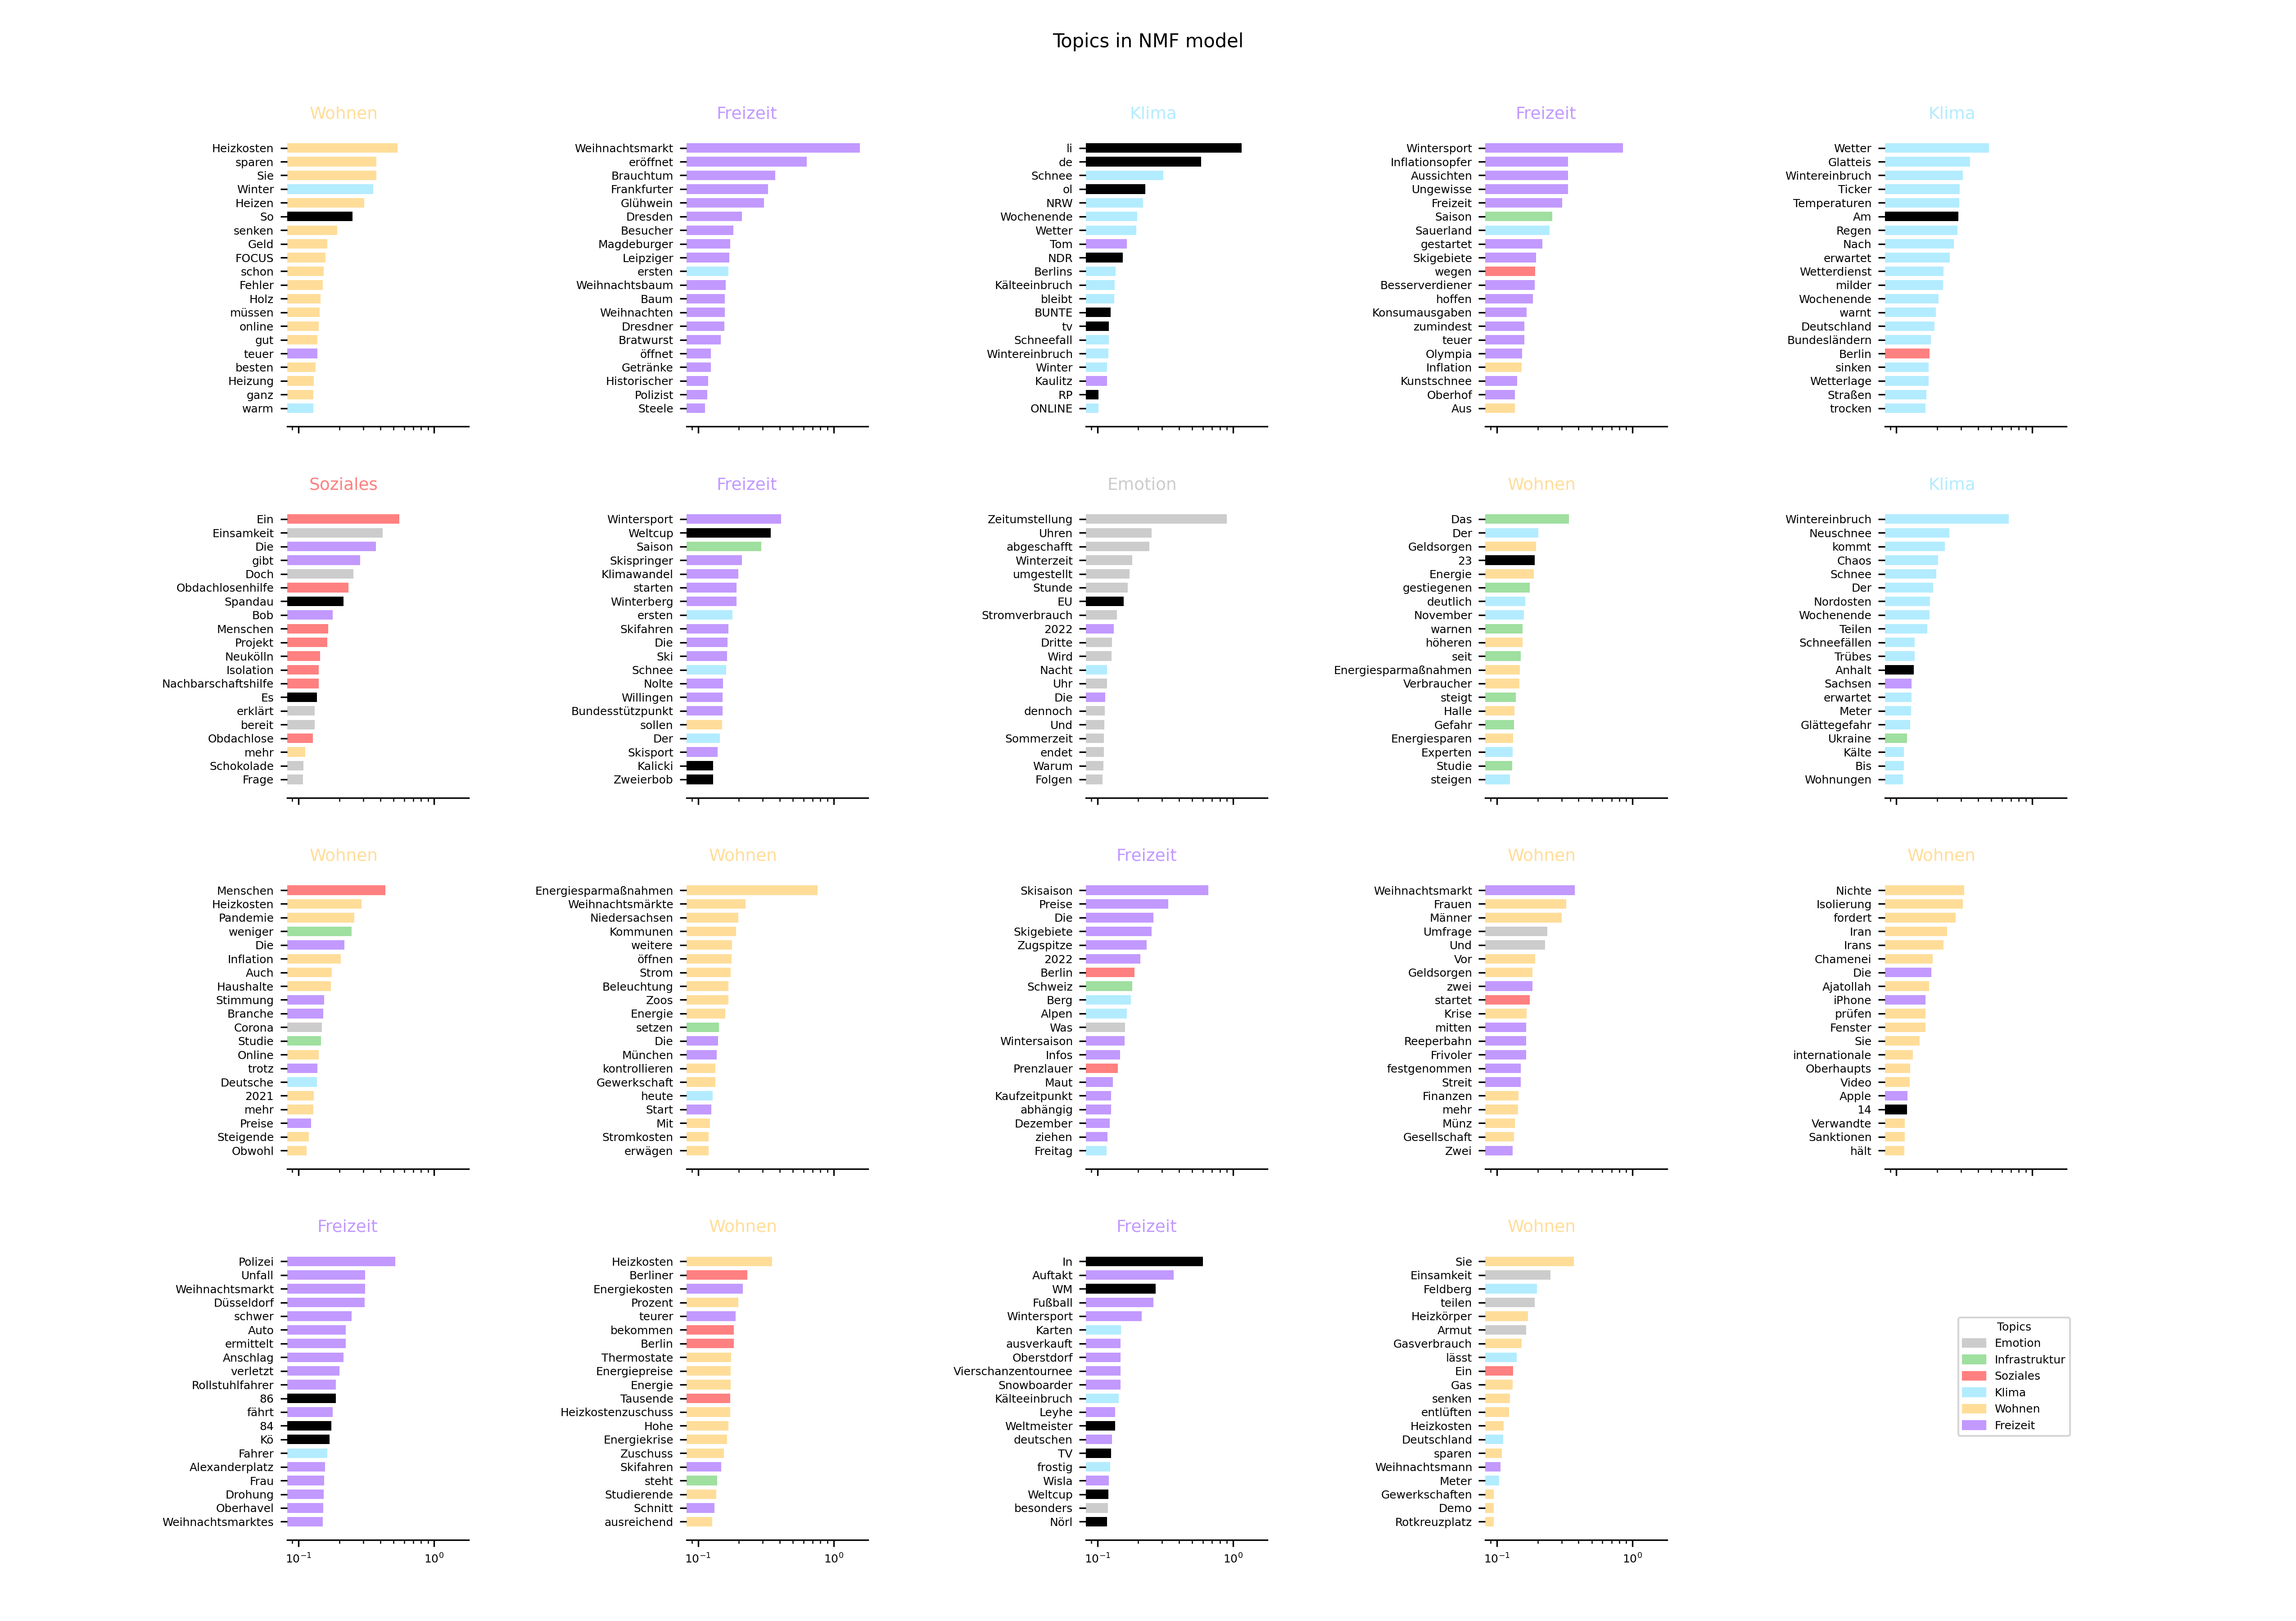 Topics in NMF model
Wohnen
Heizkosten
sparen
Sie
Winter
Heizen
So
senken
Geld
FOCUS
schon
Fehler
Holz
müssen
online
gut
teuer
besten
Heizung
ganz
warm
Freizeit
Weihnachtsmarkt
eröffnet
Brauchtum
Frankfurter
Glühwein
Dresden
Besucher
Magdeburger
Leipziger
ersten
Weihnachtsbaum
Baum
Weihnachten
Dresdner
Bratwurst
öffnet
Getränke
Historischer
Polizist
Steele
Klima
li
de
Schnee
ol
NRW
Wochenende
Wetter
Tom
NDR
Berlins
Kälteeinbruch
bleibt
BUNTE
tv
Schneefall
Wintereinbruch
Winter
Kaulitz
RP
ONLINE
Freizeit
Wintersport
Inflationsopfer
Aussichten
Ungewisse
Freizeit
Saison
Sauerland
gestartet
Skigebiete
wegen
Besserverdiener
hoffen
Konsumausgaben
zumindest
teuer
Olympia
Inflation
Kunstschnee
Oberhof
Aus
Klima
Wetter
Glatteis
Wintereinbruch
Ticker
Temperaturen
Am
Regen
Nach
erwartet
Wetterdienst
milder
Wochenende
warnt
Deutschland
Bundesländern
Berlin
sinken
Wetterlage
Straßen
trocken
Soziales
Ein
Einsamkeit
Die
gibt
Doch
Obdachlosenhilfe
Spandau
Bob
Menschen
Projekt
Neukölln
Isolation
Nachbarschaftshilfe
Es
erklärt
bereit
Obdachlose
mehr
Schokolade
Frage
Freizeit
Wintersport
Weltcup
Saison
Skispringer
Klimawandel
starten
Winterberg
ersten
Skifahren
Die
Ski
Schnee
Nolte
Willingen
Bundesstützpunkt
sollen
Der
Skisport
Kalicki
Zweierbob
Emotion
Zeitumstellung
Uhren
abgeschafft
Winterzeit
umgestellt
Stunde
EU
Stromverbrauch
2022
Dritte
Wird
Nacht
Uhr
Die
dennoch
Und
Sommerzeit
endet
Warum
Folgen
Wohnen
Das
Der
Geldsorgen
23
Energie
gestiegenen
deutlich
November
warnen
höheren
seit
Energiesparmaßnahmen
Verbraucher
steigt
Halle
Gefahr
Energiesparen
Experten
Studie
steigen
Klima
Wintereinbruch
Neuschnee
kommt
Chaos
Schnee
Der
Nordosten
Wochenende
Teilen
Schneefällen
Trübes
Anhalt
Sachsen
erwartet
Meter
Glättegefahr
Ukraine
Kälte
Bis
Wohnungen
Wohnen
Menschen
Heizkosten
Pandemie
weniger
Die
Inflation
Auch
Haushalte
Stimmung
Branche
Corona
Studie
Online
trotz
Deutsche
2021
mehr
Preise
Steigende
Obwohl
Wohnen
Energiesparmaßnahmen
Weihnachtsmärkte
Niedersachsen
Kommunen
weitere
öffnen
Strom
Beleuchtung
Zoos
Energie
setzen
Die
München
kontrollieren
Gewerkschaft
heute
Start
Mit
Stromkosten
erwägen
Freizeit
Skisaison
Preise
Die
Skigebiete
Zugspitze
2022
Berlin
Schweiz
Berg
Alpen
Was
Wintersaison
Infos
Prenzlauer
Maut
Kaufzeitpunkt
abhängig
Dezember
ziehen
Freitag
Wohnen
Weihnachtsmarkt
Frauen
Männer
Umfrage
Und
Vor
Geldsorgen
zwei
startet
Krise
mitten
Reeperbahn
Frivoler
festgenommen
Streit
Finanzen
mehr
Münz
Gesellschaft
Zwei
Wohnen
Nichte
Isolierung
fordert
Iran
Irans
Chamenei
Die
Ajatollah
iPhone
prüfen
Fenster
Sie
internationale
Oberhaupts
Video
Apple
14
Verwandte
Sanktionen
hält
Freizeit
Polizei
Unfall
Weihnachtsmarkt
Düsseldorf
schwer
Auto
ermittelt
Anschlag
verletzt
Rollstuhlfahrer
86
fährt
84
Kö
Fahrer
Alexanderplatz
Frau
Drohung
Oberhavel
Weihnachtsmarktes
10⁻¹ 10⁰
Wohnen
Heizkosten
Berliner
Energiekosten
Prozent
teurer
bekommen
Berlin
Thermostate
Energiepreise
Energie
Tausende
Heizkostenzuschuss
Hohe
Energiekrise
Zuschuss
Skifahren
steht
Studierende
Schnitt
ausreichend
10⁻¹ 10⁰
Freizeit
In
Auftakt
WM
Fußball
Wintersport
Karten
ausverkauft
Oberstdorf
Vierschanzentournee
Snowboarder
Kälteeinbruch
Leyhe
Weltmeister
deutschen
TV
frostig
Wisla
Weltcup
besonders
Nörl
10⁻¹ 10⁰
Wohnen
Sie
Einsamkeit
Feldberg
teilen
Heizkörper
Armut
Gasverbrauch
lässt
Ein
Gas
senken
entlüften
Heizkosten
Deutschland
sparen
Weihnachtsmann
Meter
Gewerkschaften
Demo
Rotkreuzplatz
10⁻¹ 10⁰
Topics
Emotion
Infrastruktur
Soziales
Klima
Wohnen
Freizeit